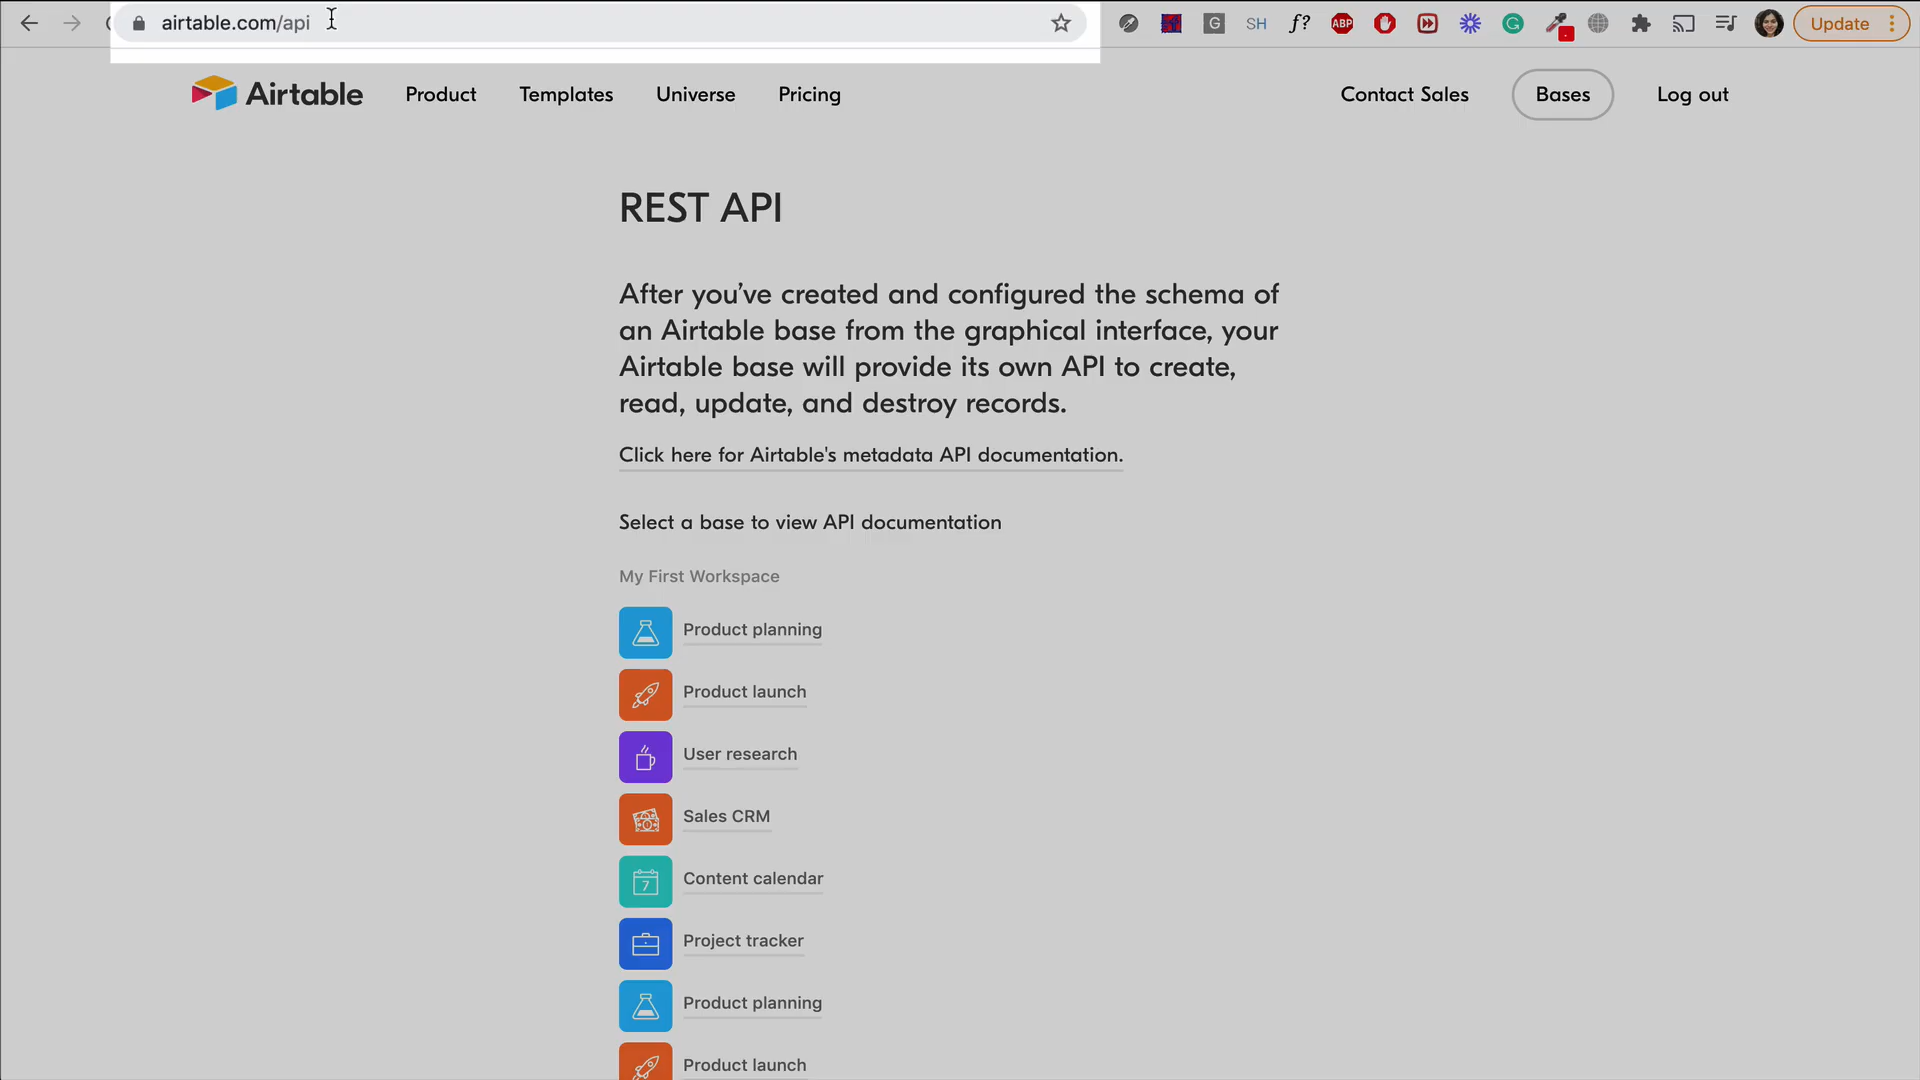 airtable.com/api
G
SH
f?
ABP
Update
Airtable
Product
Templates
Universe
Pricing
Contact Sales
Bases
Log out
REST API
After you’ve created and configured the schema of
an Airtable base from the graphical interface, your
Airtable base will provide its own API to create,
read, update, and destroy records.
Click here for Airtable's metadata API documentation.
Select a base to view API documentation
My First Workspace
Product planning
Product launch
User research
Sales CRM
7
Content calendar
Project tracker
Product planning
Product launch